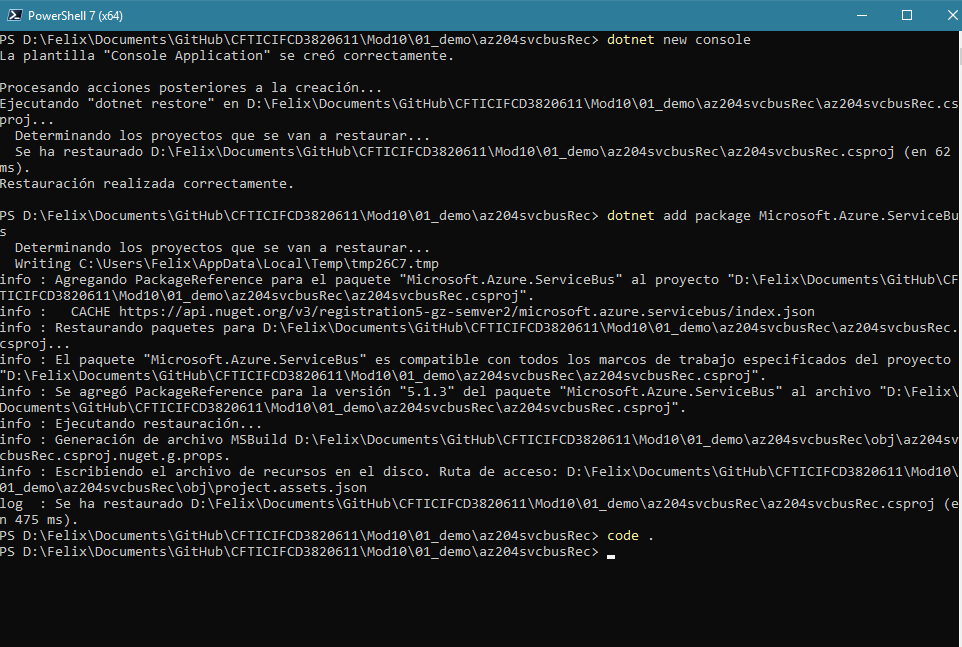 PowerShell 7 (x64)
PS D:\Felix\Documents\GitHub\CFTICIFCD3820611\Mod10\01_demo\az204svcbusRec> dotnet new console
La plantilla "Console Application" se creó correctamente.
Procesando acciones posteriores a la creación...
Ejecutando "dotnet restore" en D:\Felix\Documents\GitHub\CFTICIFCD3820611\Mod10\01_demo\az204svcbusRec\az204svcbusRec.cs
proj...
Determinando los proyectos que se van a restaurar...
Se ha restaurado D:\Felix\Documents\GitHub\CFTICIFCD3820611\Mod10\01_demo\az204svcbusRec\az204svcbusRec.csproj (en 62
ms).
Restauración realizada correctamente.
PS D:\Felix\Documents\GitHub\CFTICIFCD3820611\Mod10\01_demo\az204svcbusRec> dotnet add package Microsoft.Azure.ServiceBu
s
Determinando los proyectos que se van a restaurar...
Writing C:\Users\Felix\AppData\Local\Temp\tmp26C7.tmp
info : Agregando PackageReference para el paquete "Microsoft.Azure.ServiceBus" al proyecto "D:\Felix\Documents\GitHub\CF
TICIFCD3820611\Mod10\01_demo\az204svcbusRec\az204svcbusRec.csproj".
info :   CACHE https://api.nuget.org/v3/registration5-gz-semver2/microsoft.azure.servicebus/index.json
info : Restaurando paquetes para D:\Felix\Documents\GitHub\CFTICIFCD3820611\Mod10\01_demo\az204svcbusRec\az204svcbusRec.
csproj...
info : El paquete "Microsoft.Azure.ServiceBus" es compatible con todos los marcos de trabajo especificados del proyecto
"D:\Felix\Documents\GitHub\CFTICIFCD3820611\Mod10\01_demo\az204svcbusRec\az204svcbusRec.csproj".
info : Se agregó PackageReference para la versión "5.1.3" del paquete "Microsoft.Azure.ServiceBus" al archivo "D:\Felix\
Documents\GitHub\CFTICIFCD3820611\Mod10\01_demo\az204svcbusRec\az204svcbusRec.csproj".
info : Ejecutando restauración...
info : Generación de archivo MSBuild D:\Felix\Documents\GitHub\CFTICIFCD3820611\Mod10\01_demo\az204svcbusRec\obj\az204sv
cbusRec.csproj.nuget.g.props.
info : Escribiendo el archivo de recursos en el disco. Ruta de acceso: D:\Felix\Documents\GitHub\CFTICIFCD3820611\Mod10\
01_demo\az204svcbusRec\obj\project.assets.json
log  : Se ha restaurado D:\Felix\Documents\GitHub\CFTICIFCD3820611\Mod10\01_demo\az204svcbusRec\az204svcbusRec.csproj (e
n 475 ms).
PS D:\Felix\Documents\GitHub\CFTICIFCD3820611\Mod10\01_demo\az204svcbusRec> code .
PS D:\Felix\Documents\GitHub\CFTICIFCD3820611\Mod10\01_demo\az204svcbusRec>